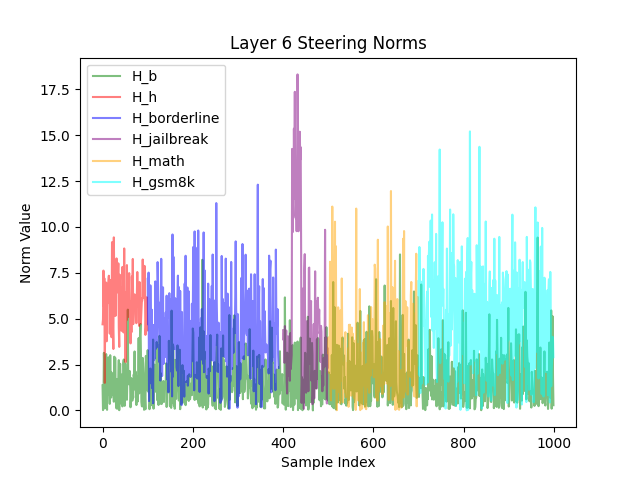 Layer 6 Steering Norms
H_b
H_h
H_borderline
H_jailbreak
H_math
H_gsm8k
Norm Value
17.5
15.0
12.5
10.0
7.5
5.0
2.5
0.0
0 200 400 600 800 1000
Sample Index